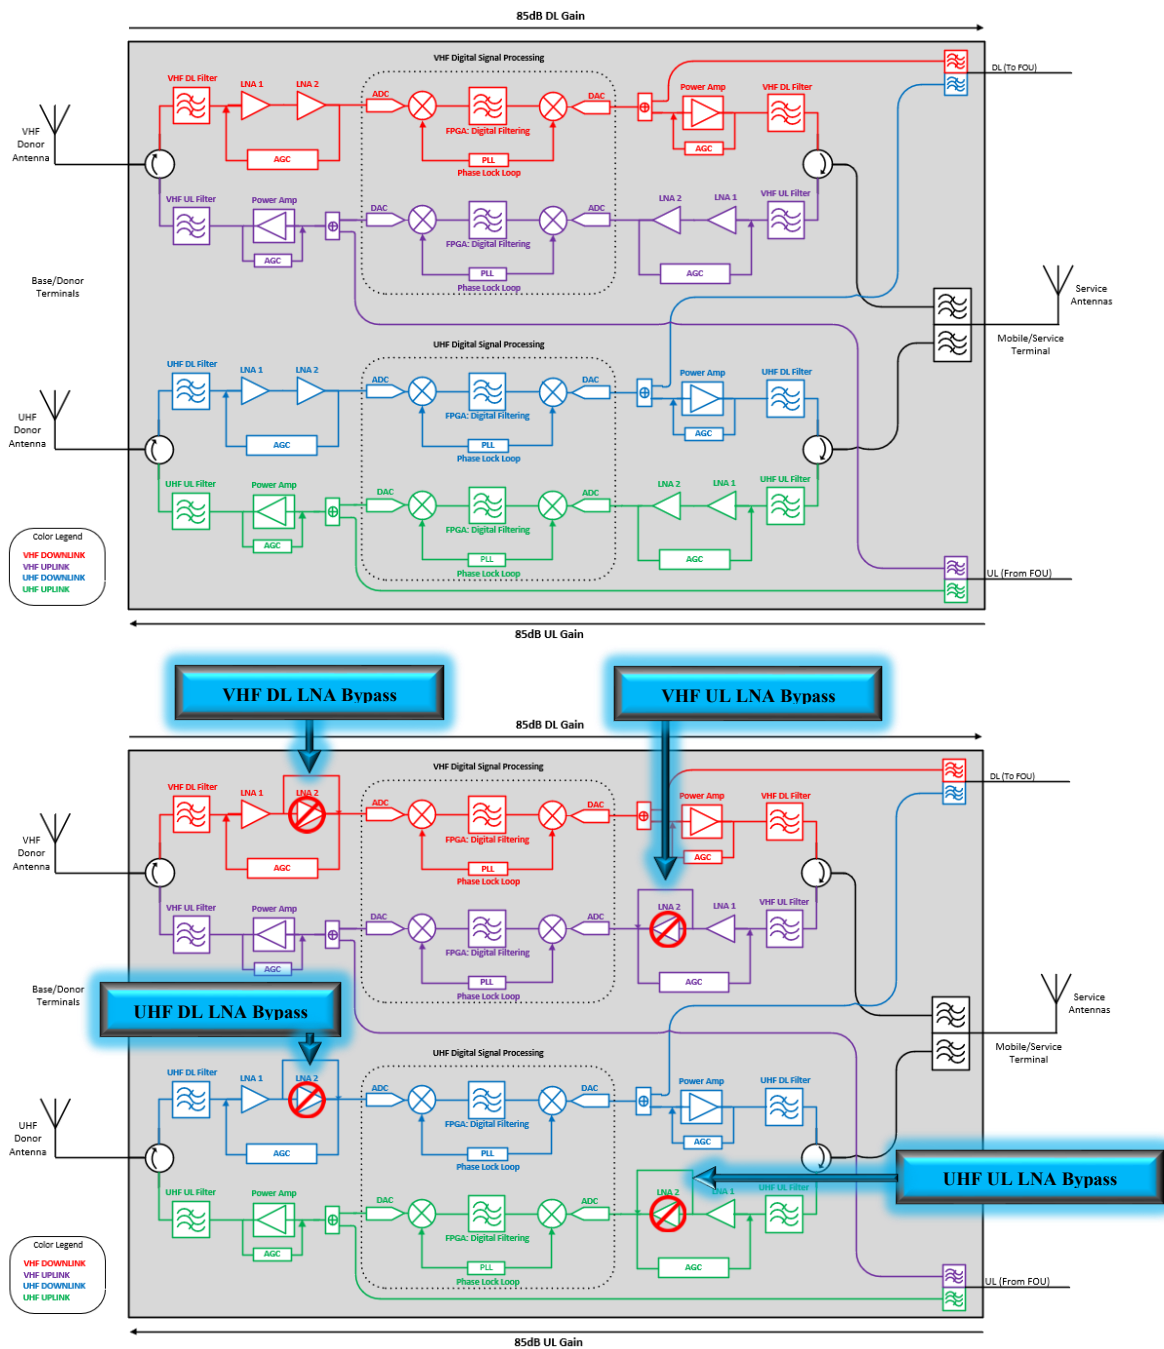 85dB DL Gain
VHF Digital Signal Processing
VHF DL Filter
LNA 1
LNA 2
ADC
DAC
Power Amp
VHF DL Filter
DL (To FOU)
FPGA: Digital Filtering
AGC
PLL
AGC
Phase Lock Loop
VHF
Donor
Antenna
VHF UL Filter
Power Amp
DAC
ADC
LNA 2
LNA 1
VHF UL Filter
FPGA: Digital Filtering
AGC
PLL
AGC
Phase Lock Loop
Base/Donor
Terminals
Service
Antennas
Mobile/Service
Terminal
UHF Digital Signal Processing
UHF DL Filter
LNA 1
LNA 2
ADC
DAC
Power Amp
UHF DL Filter
FPGA: Digital Filtering
AGC
PLL
AGC
Phase Lock Loop
UHF
Donor
Antenna
UHF UL Filter
Power Amp
DAC
ADC
LNA 2
LNA 1
UHF UL Filter
FPGA: Digital Filtering
AGC
PLL
AGC
Phase Lock Loop
Color Legend
VHF DOWNLINK
VHF UPLINK
UHF DOWNLINK
UHF UPLINK
UL (From FOU)
85dB UL Gain
VHF DL LNA Bypass
VHF UL LNA Bypass
85dB DL Gain
VHF Digital Signal Processing
VHF DL Filter
LNA 1
LNA 2
ADC
DAC
Power Amp
VHF DL Filter
DL (To FOU)
FPGA: Digital Filtering
AGC
PLL
AGC
Phase Lock Loop
VHF
Donor
Antenna
VHF UL Filter
Power Amp
DAC
ADC
LNA 2
LNA 1
VHF UL Filter
FPGA: Digital Filtering
AGC
PLL
AGC
Phase Lock Loop
Base/Donor
Terminals
UHF DL LNA Bypass
Service
Antennas
Mobile/Service
Terminal
UHF Digital Signal Processing
UHF DL Filter
LNA 1
LNA 2
ADC
DAC
Power Amp
UHF DL Filter
FPGA: Digital Filtering
AGC
PLL
AGC
Phase Lock Loop
UHF
Donor
Antenna
UHF UL LNA Bypass
UHF UL Filter
Power Amp
DAC
ADC
LNA 2
LNA 1
UHF UL Filter
FPGA: Digital Filtering
AGC
PLL
AGC
Phase Lock Loop
Color Legend
VHF DOWNLINK
VHF UPLINK
UHF DOWNLINK
UHF UPLINK
UL (From FOU)
85dB UL Gain